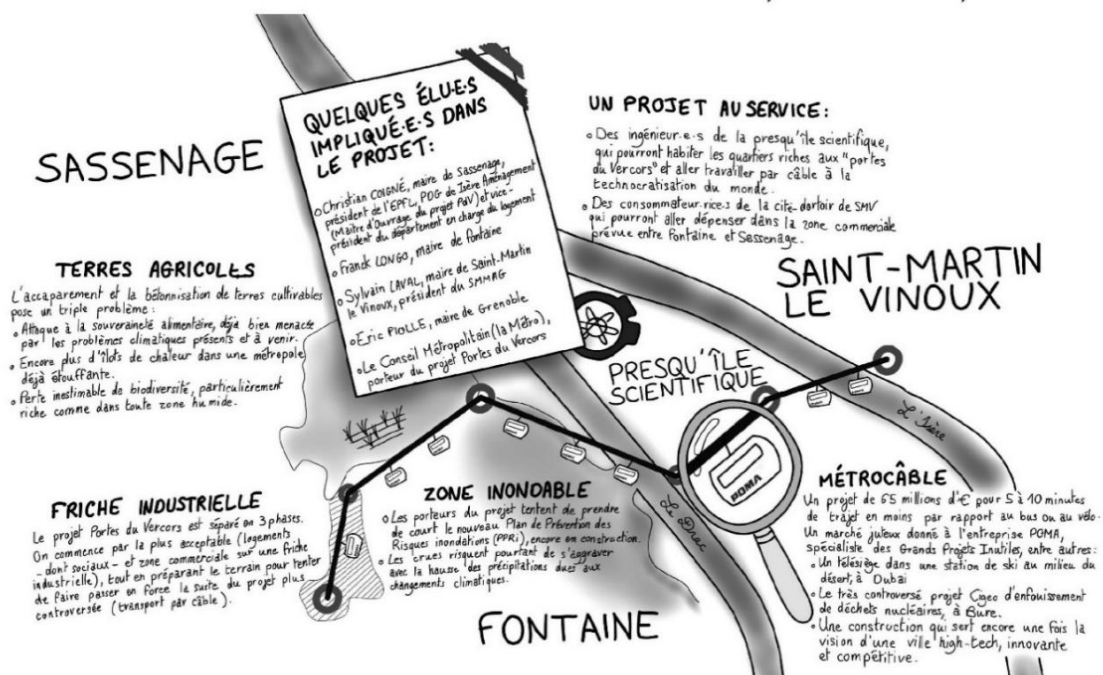 SASSENAGE
QUELQUES ÉLU·E·S
IMPLIQUÉ·E·S DANS
LE PROJET:
Christian COIGNÉ, maire de Sassenage,
président de l'EPFL, PDG de Isère Aménagement
(Maître d'Ouvrage du projet PdV) et vice-
président du département en charge du logement
Franck LONGO, maire de Fontaine
Sylvain LAVAL, maire de Saint-Martin
le Vinoux, président du SMMAG
Eric PIOLLE, maire de Grenoble
Le Conseil Métropolitain (la Métro),
porteur du projet Portes du Vercors
UN PROJET AU SERVICE:
Des ingénieur·e·s de la presqu'île scientifique,
qui pourront habiter les quartiers riches aux "portes
du Vercors" et aller travailler par câble à la
technocratisation du monde.
Des consommateur·rice·s de la cité-dortoir de SMV
qui pourront aller dépenser dans la zone commerciale
prévue entre Fontaine et Sassenage.
TERRES AGRICOLES
L'accaparement et la bétonnisation de terres cultivables
pose un triple problème:
Attaque à la souveraineté alimentaire, déjà bien menacée
par les problèmes climatiques présents et à venir.
Encore plus d'îlots de chaleur dans une métropole
déjà étouffante.
Perte inestimable de biodiversité, particulièrement
riche comme dans toute zone humide.
SAINT-MARTIN
LE VINOUX
PRESQU'ÎLE
SCIENTIFIQUE
L'Isère
Le Drac
POMA
FRICHE INDUSTRIELLE
Le projet Portes du Vercors est séparé en 3 phases.
On commence par la plus acceptable (logements
- dont sociaux - et zone commerciale sur une friche
industrielle), tout en préparant le terrain pour tenter
de faire passer en force la suite du projet plus
controversée (transport par câble).
ZONE INONDABLE
Les porteurs du projet tentent de prendre
de court le nouveau Plan de Prévention des
Risques inondations (PPRi), encore en construction.
Les crues risquent pourtant de s'aggraver
avec la hausse des précipitations dues aux
changements climatiques.
FONTAINE
MÉTROCÂBLE
Un projet de 65 millions d'€ pour 5 à 10 minutes
de trajet en moins par rapport au bus ou au vélo.
Un marché juteux donné à l'entreprise POMA,
spécialiste des Grands Projets Inutiles, entre autres:
Un télésiège dans une station de ski au milieu du
désert, à Dubaï
Le très controversé projet Cigeo d'enfouissement
de déchets nucléaires, à Bure.
Une construction qui sert encore une fois la
vision d'une ville high-tech, innovante
et compétitive.